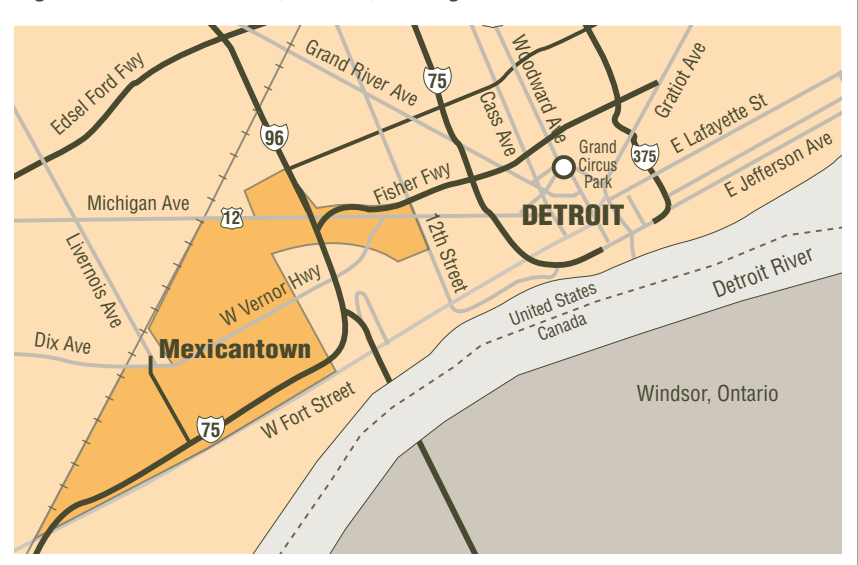 Edsel Ford Fwy
Grand River Ave
75
Woodward Ave
Cass Ave
Gratiot Ave
96
Grand
Circus
Park
375
E Lafayette St
E Jefferson Ave
Fisher Fwy
Michigan Ave
12
DETROIT
12th Street
Livernois Ave
W Vernor Hwy
Detroit River
United States
Canada
Dix Ave
Mexicantown
W Fort Street
Windsor, Ontario
75